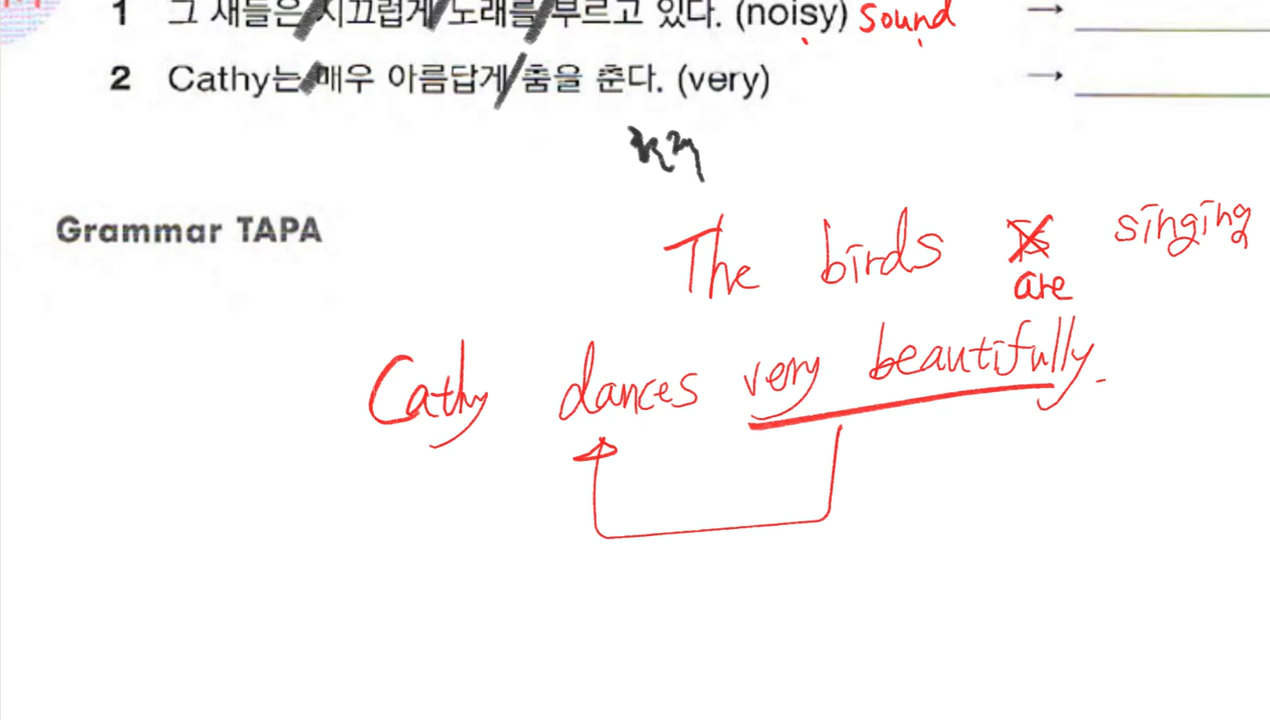 1 그 새들은 시끄럽게 노래를 부르고 있다. (noisy) sound →
2 Cathy는 매우 아름답게 춤을 춘다. (very) →
Grammar TAPA
The birds is singing
are
Cathy dances very beautifully.